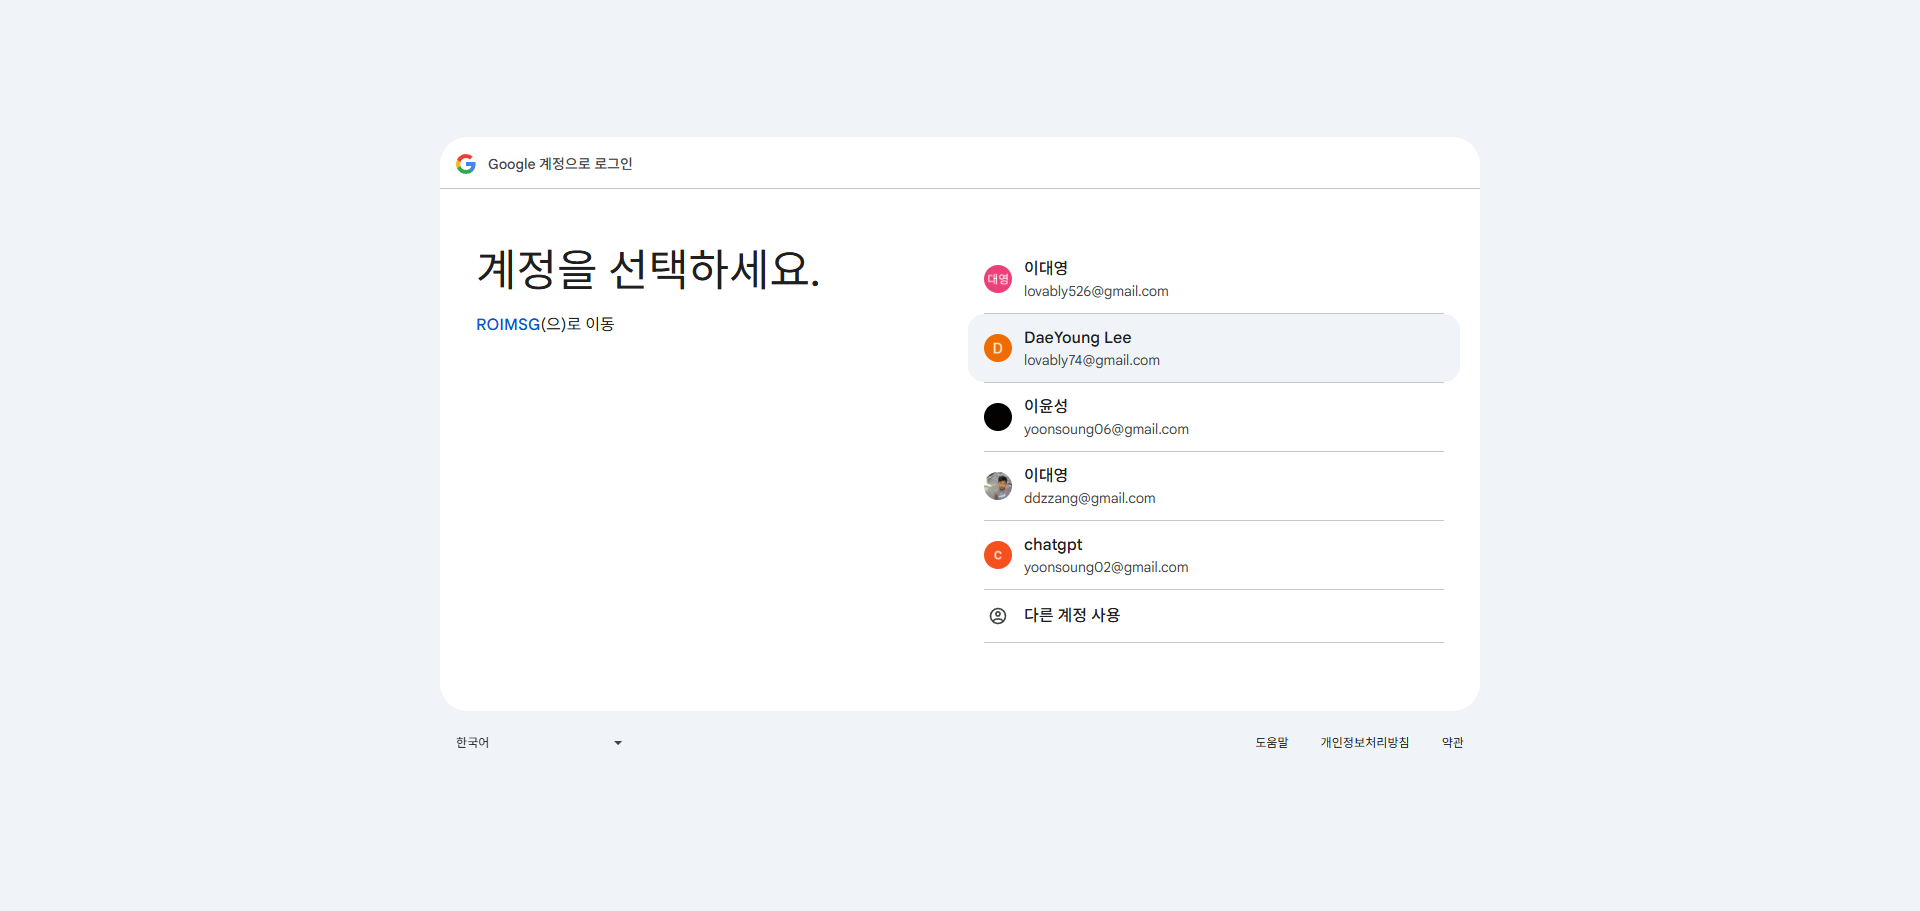 Google 계정으로 로그인
계정을 선택하세요.
ROIMSG(으)로 이동
대영
이대영
lovably526@gmail.com
D
DaeYoung Lee
lovably74@gmail.com
이윤성
yoonsoung06@gmail.com
이대영
ddzzang@gmail.com
c
chatgpt
yoonsoung02@gmail.com
다른 계정 사용
한국어
도움말
개인정보처리방침
약관